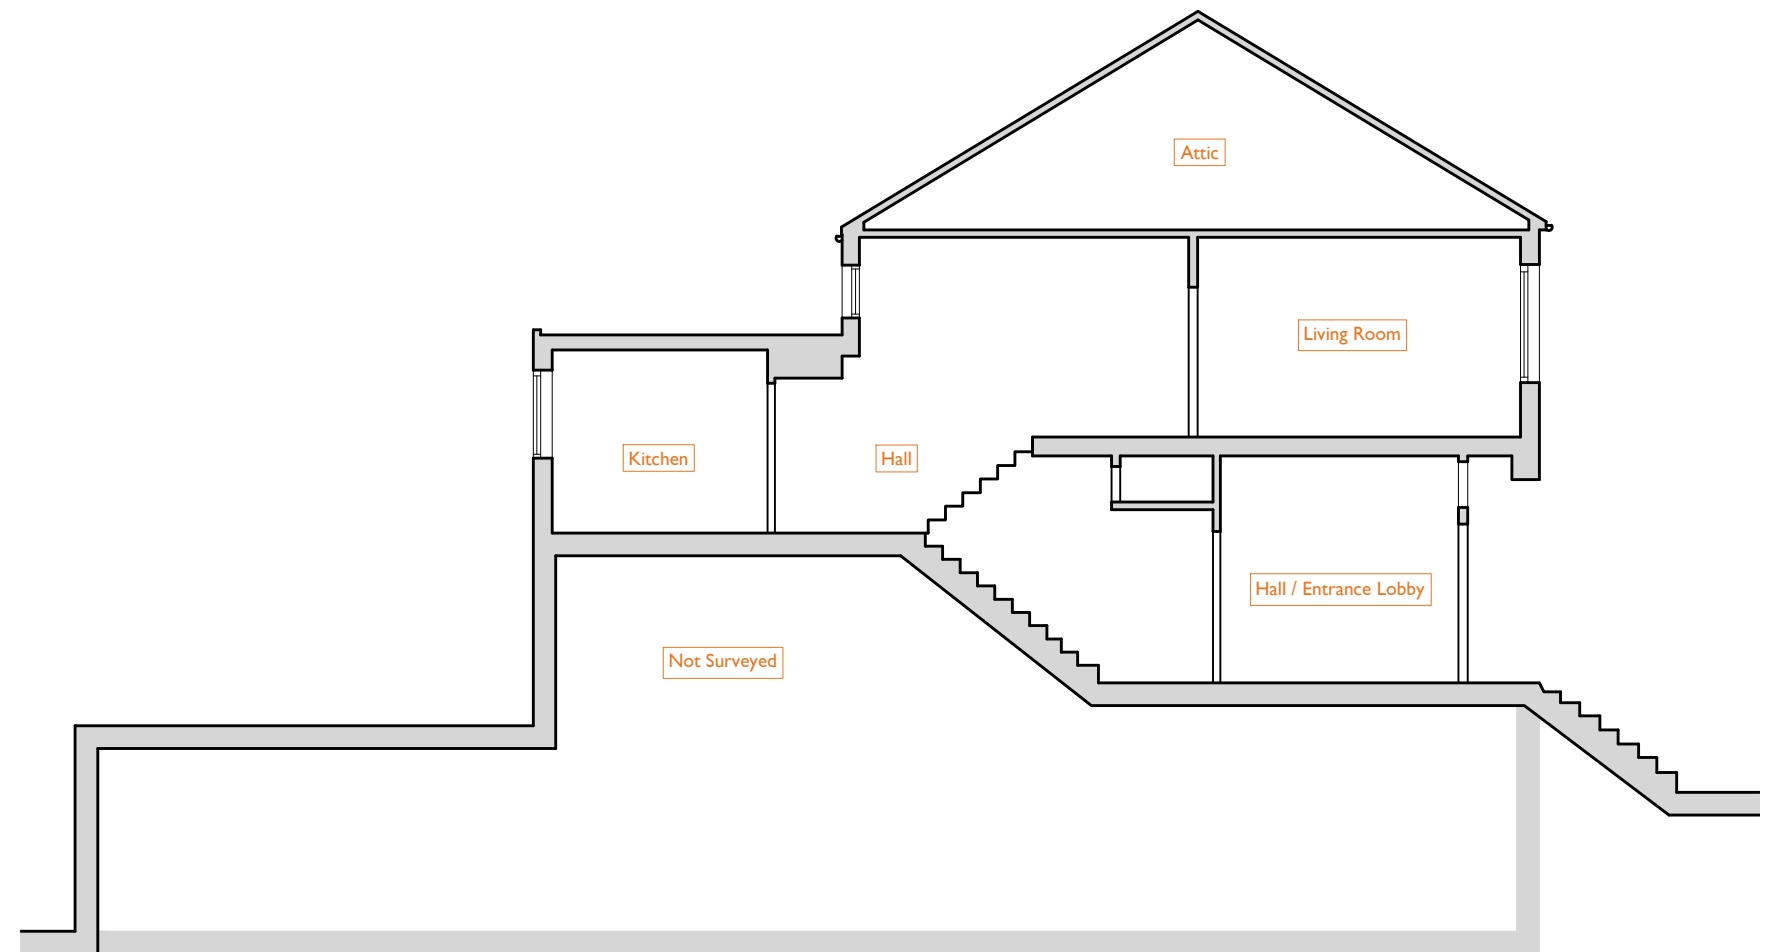 Attic
Living Room
Kitchen
Hall
Hall / Entrance Lobby
Not Surveyed